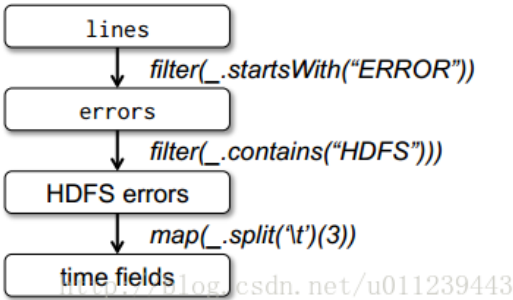 lines
filter(_.startsWith(“ERROR”))
errors
filter(_.contains(“HDFS”)))
HDFS errors
map(_.split(‘\t’)(3))
time fields
http://blog.csdn.net/u011239443